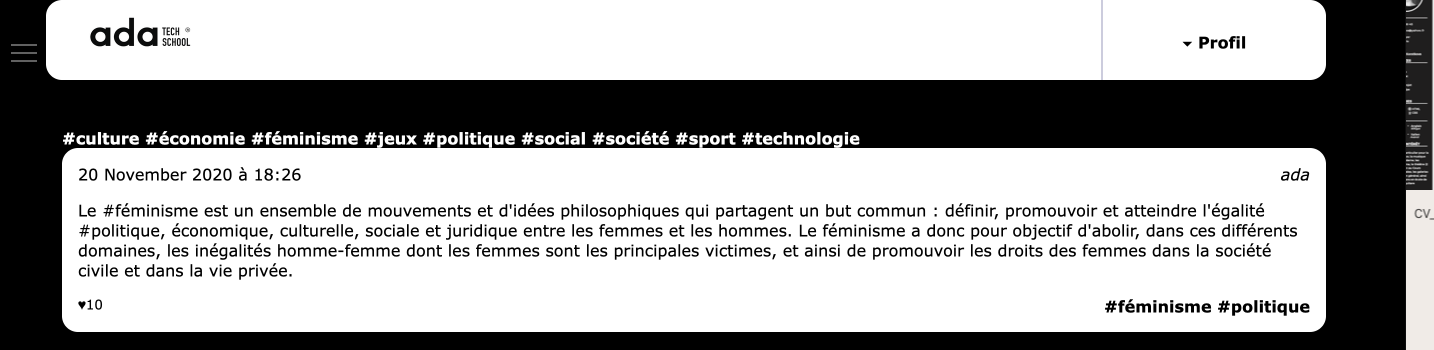 ada TECH SCHOOL ®
Profil
#culture #économie #féminisme #jeux #politique #social #société #sport #technologie
20 November 2020 à 18:26
ada
Le #féminisme est un ensemble de mouvements et d'idées philosophiques qui partagent un but commun : définir, promouvoir et atteindre l'égalité
#politique, économique, culturelle, sociale et juridique entre les femmes et les hommes. Le féminisme a donc pour objectif d'abolir, dans ces différents
domaines, les inégalités homme-femme dont les femmes sont les principales victimes, et ainsi de promouvoir les droits des femmes dans la société
civile et dans la vie privée.
♥10
#féminisme #politique
CV_